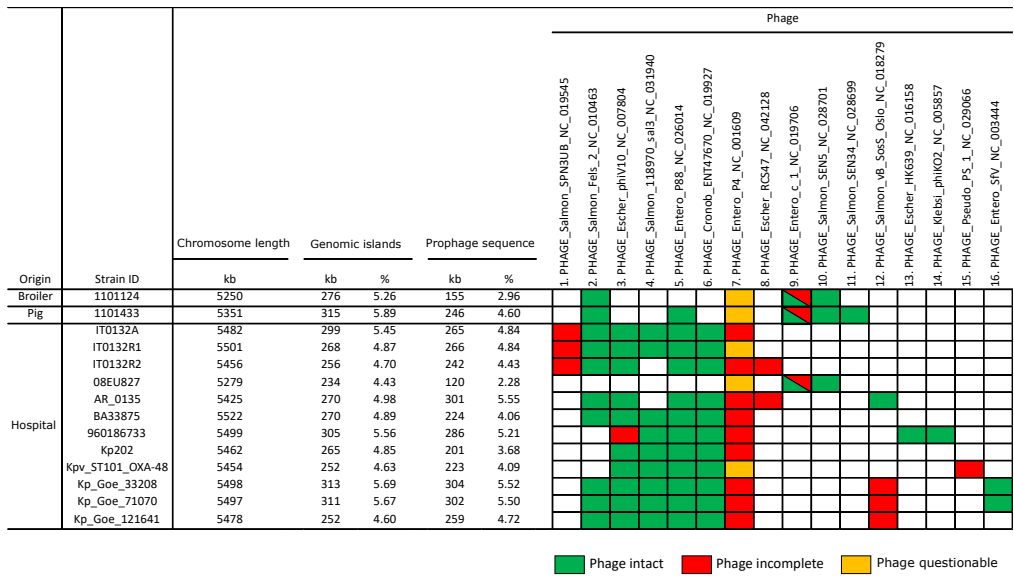 Phage
1. PHAGE_Salmon_SPN3UB_NC_019545
2. PHAGE_Salmon_Fels_2_NC_010463
3. PHAGE_Escher_phiV10_NC_007804
4. PHAGE_Salmon_118970_sal3_NC_031940
5. PHAGE_Entero_P88_NC_026014
6. PHAGE_Cronob_ENT47670_NC_019927
7. PHAGE_Entero_P4_NC_001609
8. PHAGE_Escher_RCS47_NC_042128
9. PHAGE_Entero_c_1_NC_019706
10. PHAGE_Salmon_SEN5_NC_028701
11. PHAGE_Salmon_SEN34_NC_028699
12. PHAGE_Salmon_vB_SosS_Oslo_NC_018279
13. PHAGE_Escher_HK639_NC_016158
14. PHAGE_Klebsi_phiKO2_NC_005857
15. PHAGE_Pseudo_PS_1_NC_029066
16. PHAGE_Entero_SfV_NC_003444
Chromosome length Genomic islands Prophage sequence
Origin Strain ID kb kb % kb %
Broiler 1101124 5250 276 5.26 155 2.96
Pig 1101433 5351 315 5.89 246 4.60
IT0132A 5482 299 5.45 265 4.84
IT0132R1 5501 268 4.87 266 4.84
IT0132R2 5456 256 4.70 242 4.43
08EU827 5279 234 4.43 120 2.28
AR_0135 5425 270 4.98 301 5.55
Hospital BA33875 5522 270 4.89 224 4.06
960186733 5499 305 5.56 286 5.21
Kp202 5462 265 4.85 201 3.68
Kpv_ST101_OXA-48 5454 252 4.63 223 4.09
Kp_Goe_33208 5498 313 5.69 304 5.52
Kp_Goe_71070 5497 311 5.67 302 5.50
Kp_Goe_121641 5478 252 4.60 259 4.72
Phage intact Phage incomplete Phage questionable